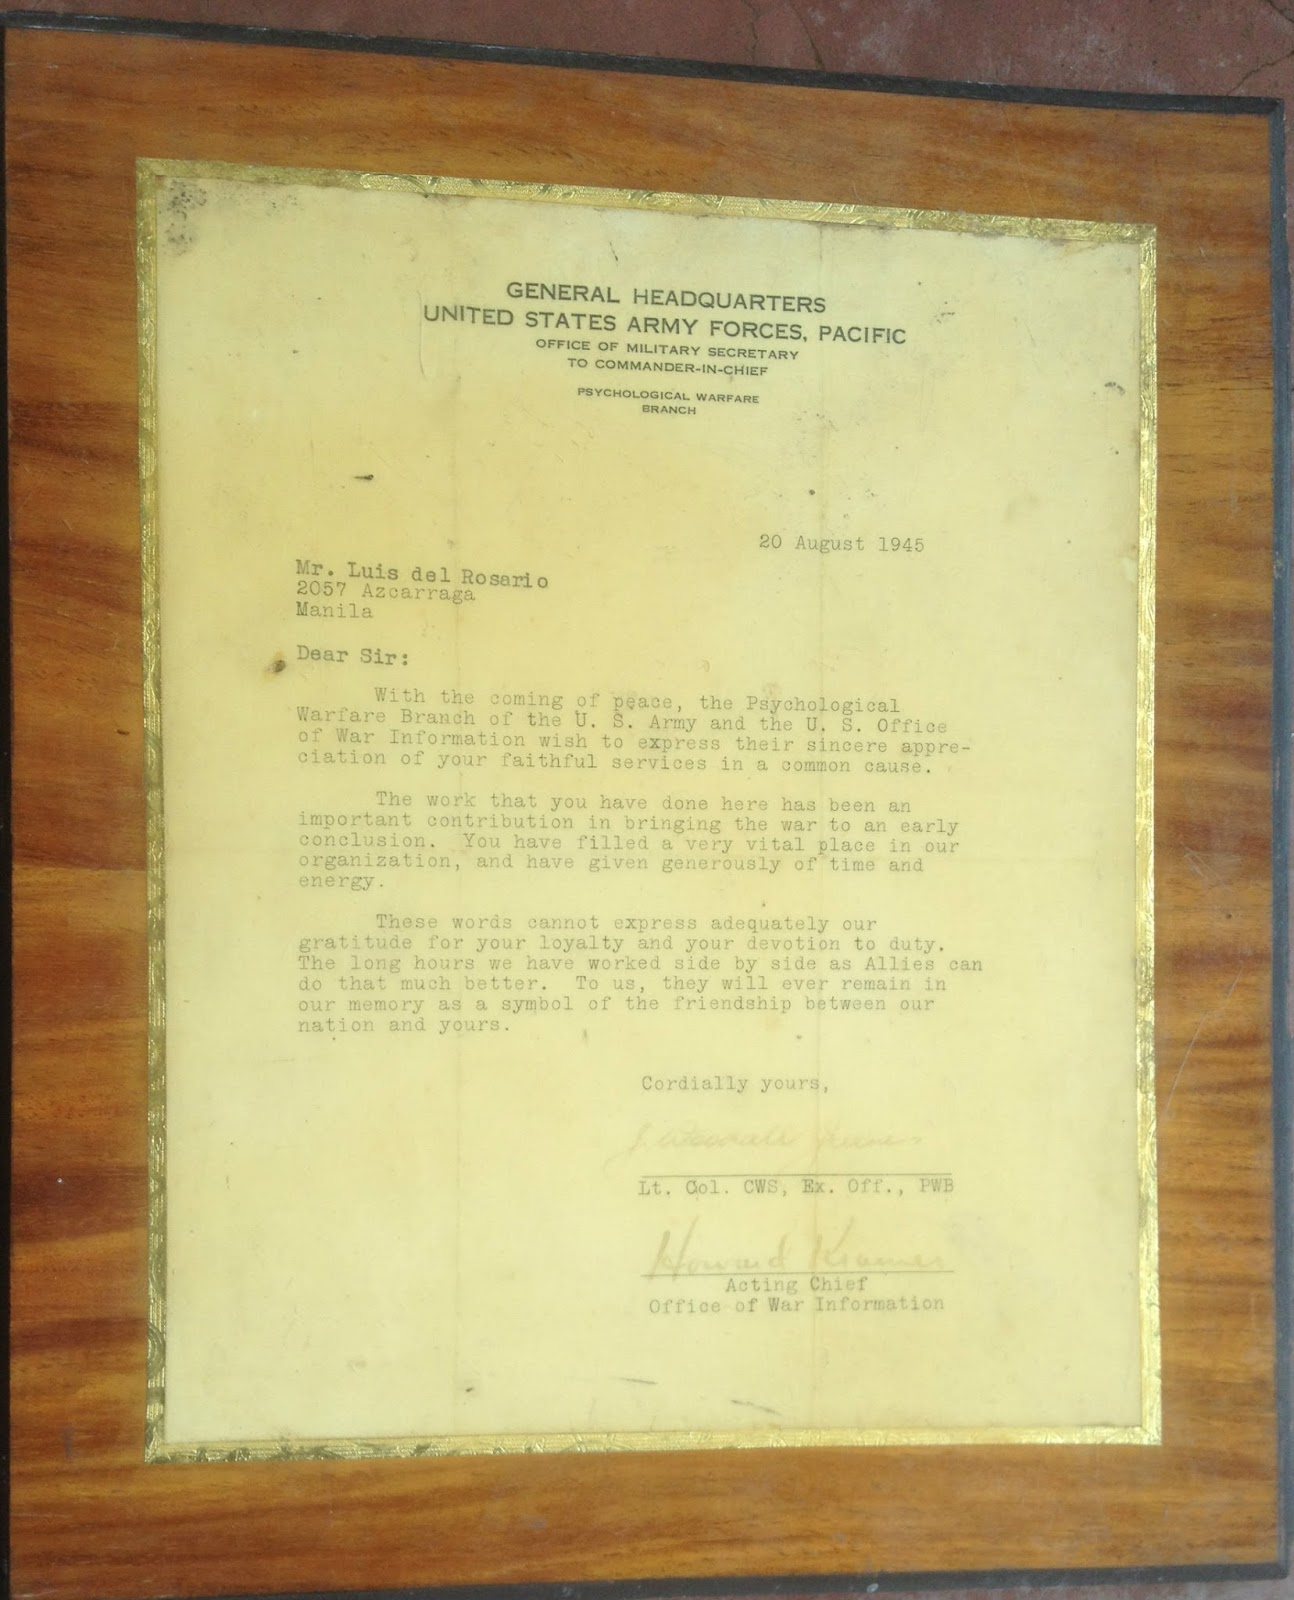 GENERAL HEADQUARTERS
UNITED STATES ARMY FORCES, PACIFIC
OFFICE OF MILITARY SECRETARY
TO COMMANDER-IN-CHIEF
PSYCHOLOGICAL WARFARE
BRANCH
20 August 1945
Mr. Luis del Rosario
2057 Azcarraga
Manila
Dear Sir:
With the coming of peace, the Psychological
Warfare Branch of the U. S. Army and the U. S. Office
of War Information wish to express their sincere appre-
ciation of your faithful services in a common cause.
The work that you have done here has been an
important contribution in bringing the war to an early
conclusion. You have filled a very vital place in our
organization, and have given generously of time and
energy.
These words cannot express adequately our
gratitude for your loyalty and your devotion to duty.
The long hours we have worked side by side as Allies can
do that much better. To us, they will ever remain in
our memory as a symbol of the friendship between our
nation and yours.
Cordially yours,
J. Woodall Greene
Lt. Col. CWS, Ex. Off., PWB
Howard Kramer
Acting Chief
Office of War Information